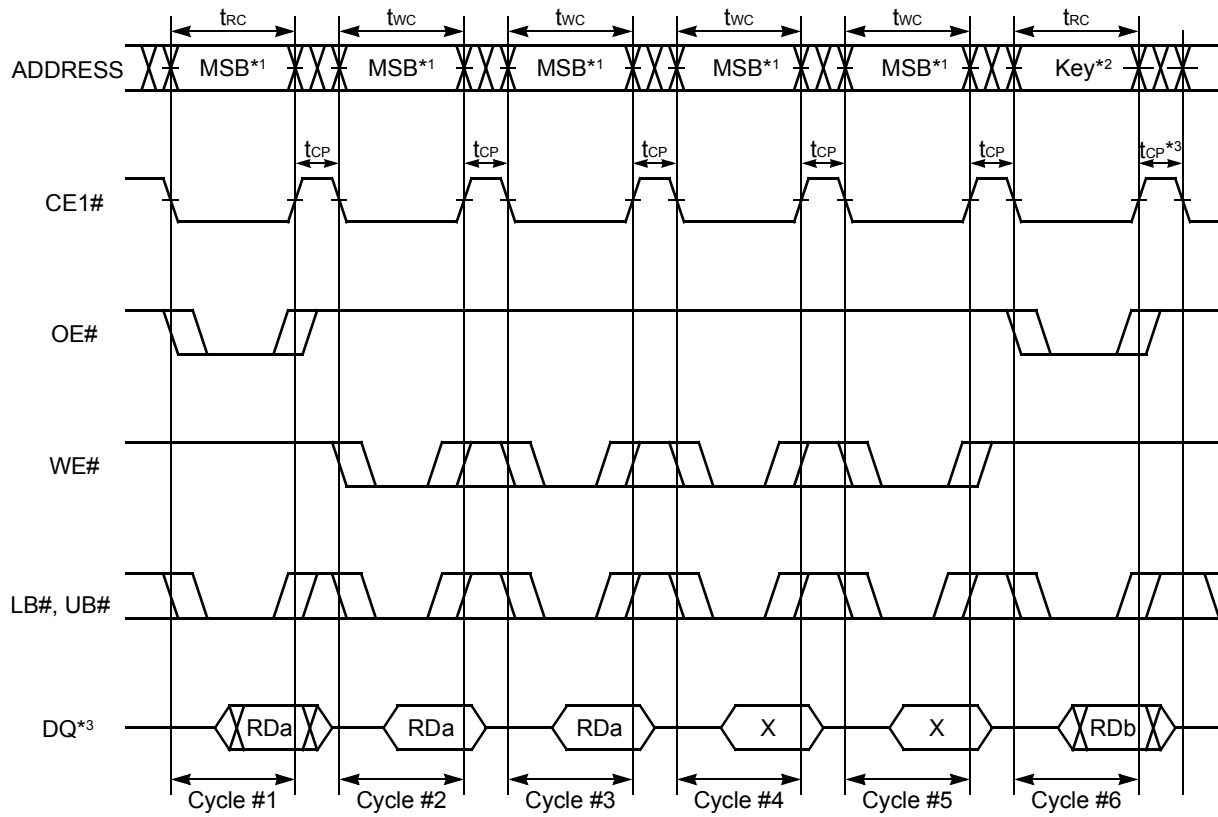 tRC tWC tWC tWC tWC tRC
ADDRESS MSB*1 MSB*1 MSB*1 MSB*1 MSB*1 Key*2
tCP tCP tCP tCP tCP tCP*3
CE1#
OE#
WE#
LB#, UB#
DQ*3 RDa RDa RDa X X RDb
Cycle #1 Cycle #2 Cycle #3 Cycle #4 Cycle #5 Cycle #6